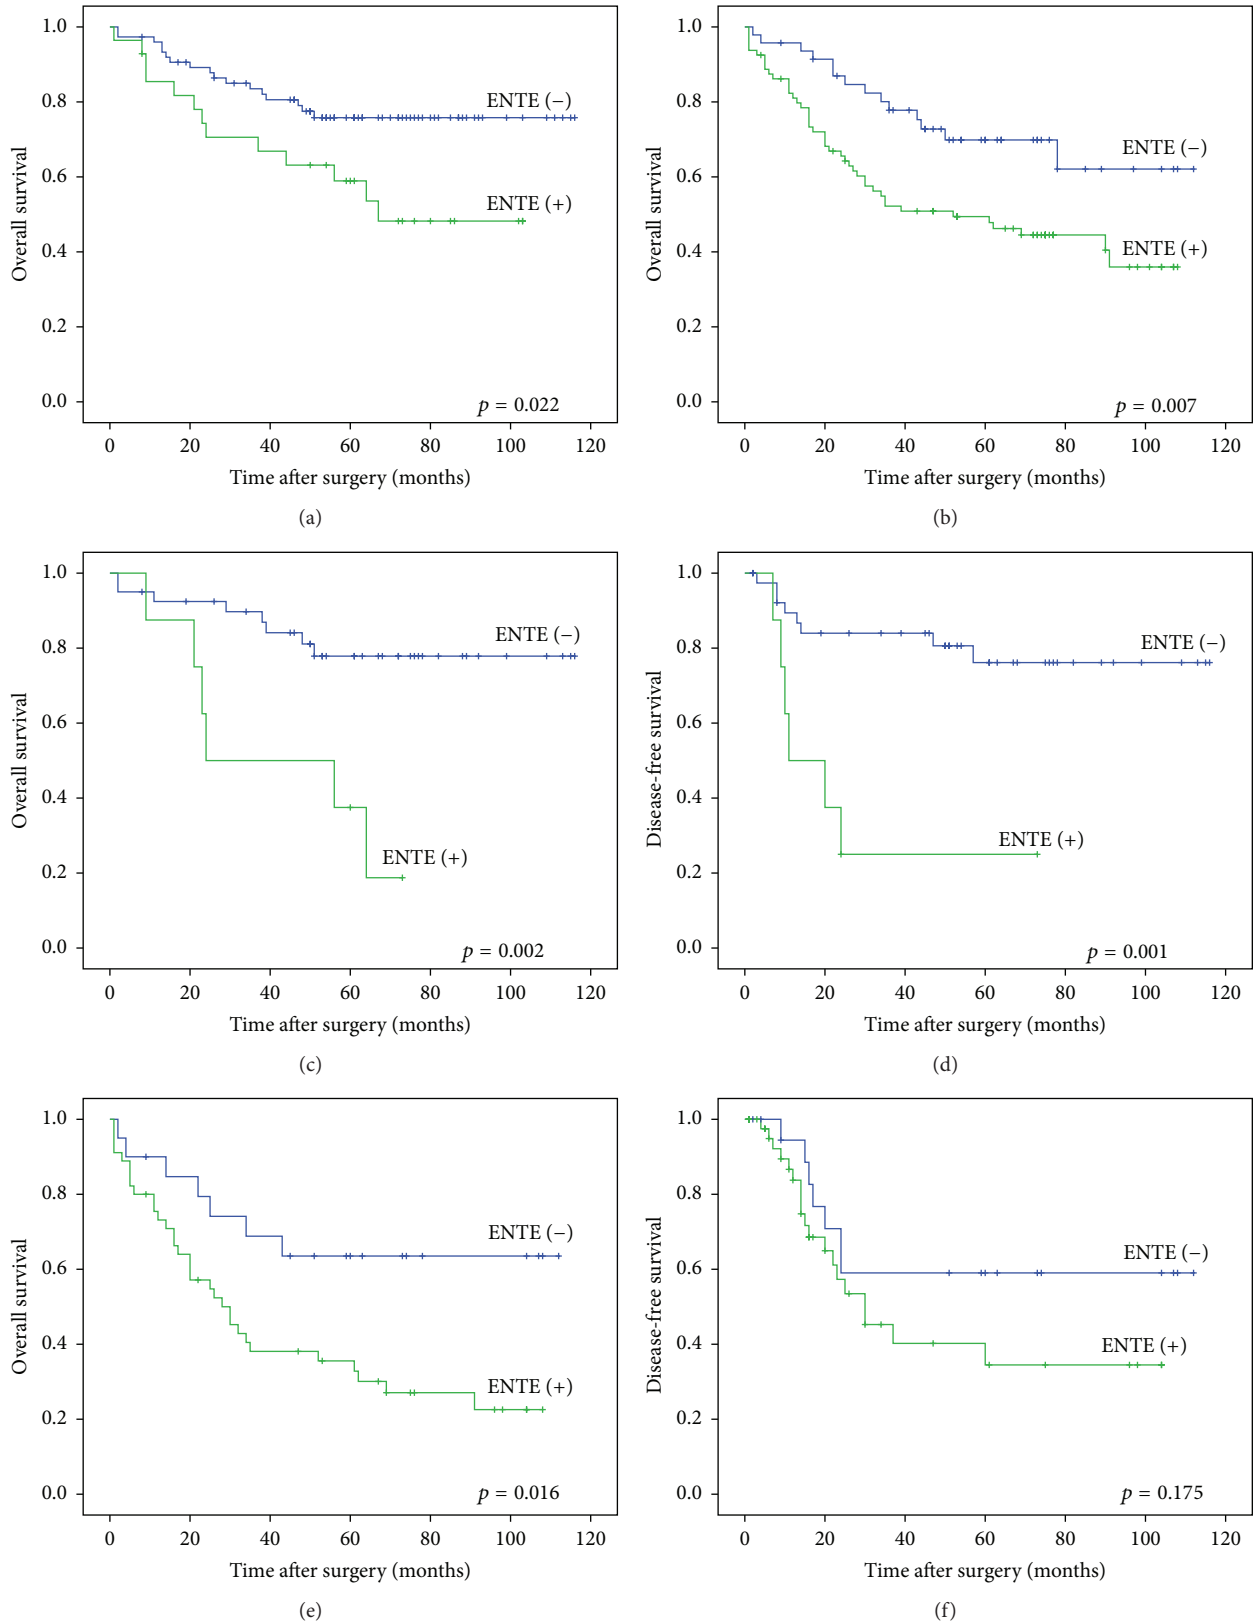 1.0
0.8
0.6
0.4
0.2
0.0
Overall survival
ENTE (−)
ENTE (+)
p = 0.022
0 20 40 60 80 100 120
Time after surgery (months)
(a)
1.0
0.8
0.6
0.4
0.2
0.0
Overall survival
ENTE (−)
ENTE (+)
p = 0.007
0 20 40 60 80 100 120
Time after surgery (months)
(b)
1.0
0.8
0.6
0.4
0.2
0.0
Overall survival
ENTE (−)
ENTE (+)
p = 0.002
0 20 40 60 80 100 120
Time after surgery (months)
(c)
1.0
0.8
0.6
0.4
0.2
0.0
Disease-free survival
ENTE (−)
ENTE (+)
p = 0.001
0 20 40 60 80 100 120
Time after surgery (months)
(d)
1.0
0.8
0.6
0.4
0.2
0.0
Overall survival
ENTE (−)
ENTE (+)
p = 0.016
0 20 40 60 80 100 120
Time after surgery (months)
(e)
1.0
0.8
0.6
0.4
0.2
0.0
Disease-free survival
ENTE (−)
ENTE (+)
p = 0.175
0 20 40 60 80 100 120
Time after surgery (months)
(f)